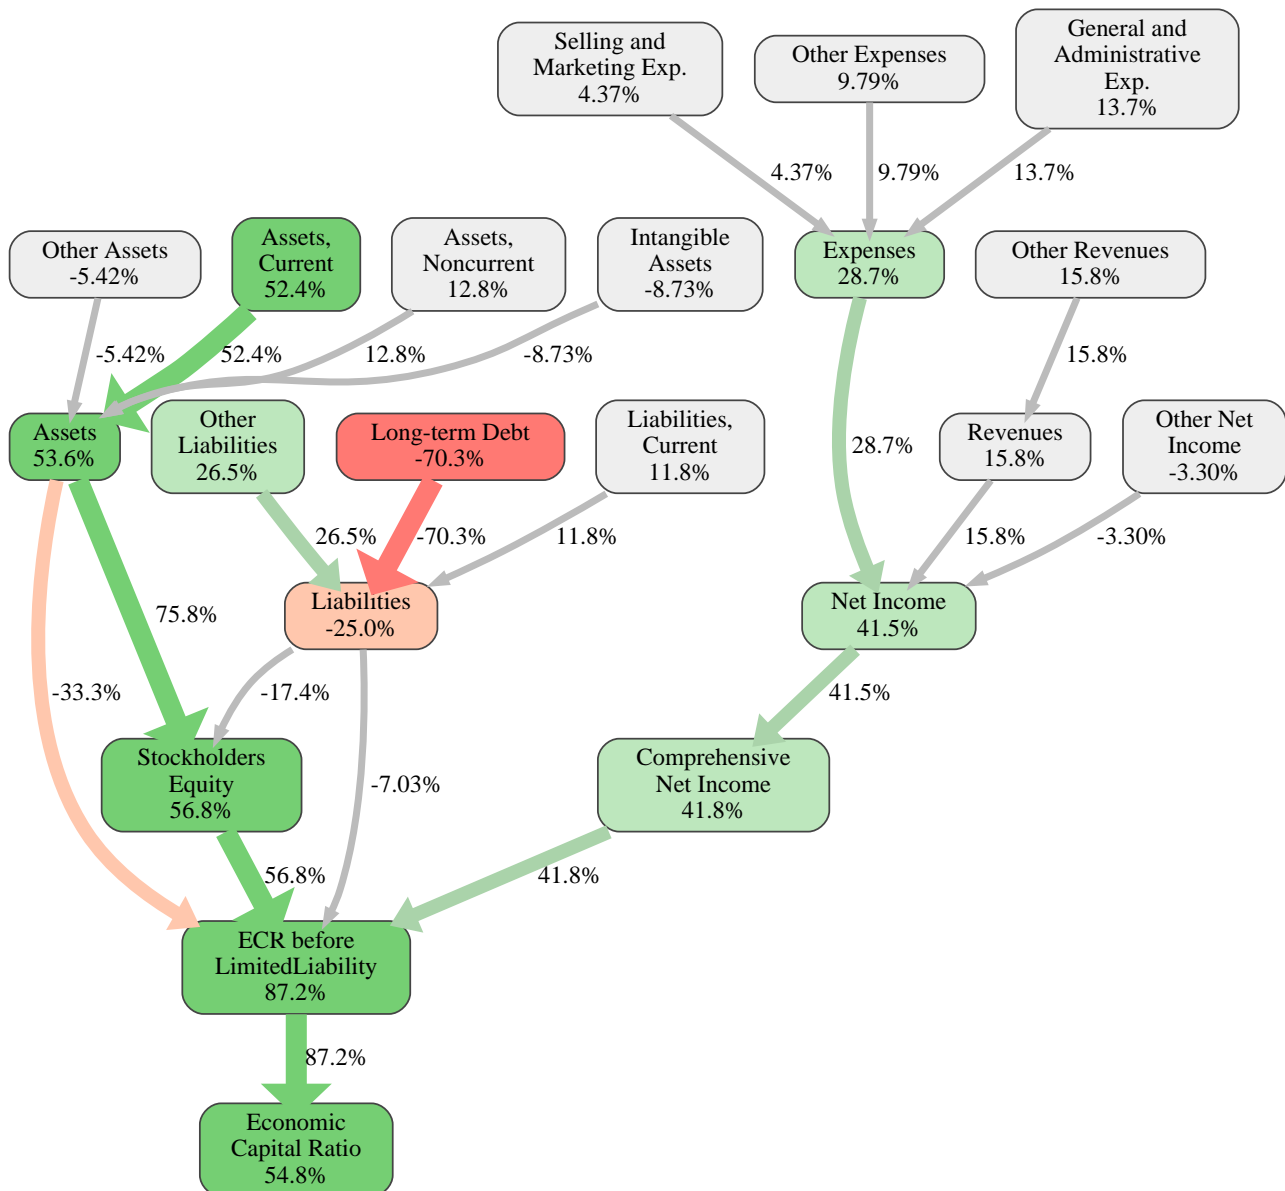 Selling and
Marketing Exp.
4.37%
Other Expenses
9.79%
General and
Administrative
Exp.
13.7%
4.37%
9.79%
13.7%
Other Assets
-5.42%
Assets,
Current
52.4%
Assets,
Noncurrent
12.8%
Intangible
Assets
-8.73%
Expenses
28.7%
Other Revenues
15.8%
-5.42%
52.4%
12.8%
-8.73%
15.8%
Assets
53.6%
Other
Liabilities
26.5%
Long-term Debt
-70.3%
Liabilities,
Current
11.8%
28.7%
Revenues
15.8%
Other Net
Income
-3.30%
26.5%
-70.3%
11.8%
15.8%
-3.30%
75.8%
Liabilities
-25.0%
Net Income
41.5%
-33.3%
-17.4%
41.5%
Stockholders
Equity
56.8%
-7.03%
Comprehensive
Net Income
41.8%
56.8%
41.8%
ECR before
LimitedLiability
87.2%
87.2%
Economic
Capital Ratio
54.8%